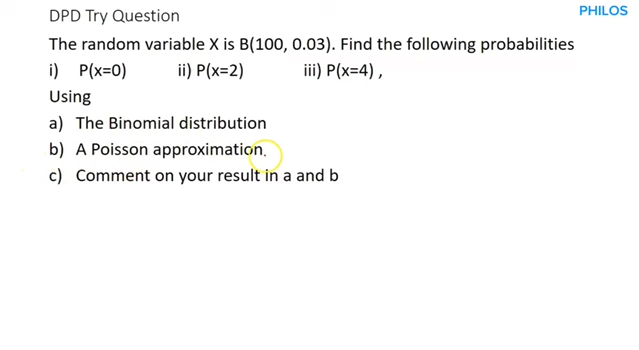 DPD Try Question
PHILOS
The random variable X is B(100, 0.03). Find the following probabilities
i) P(x=0) ii) P(x=2) iii) P(x=4) ,
Using
a) The Binomial distribution
b) A Poisson approximation.
c) Comment on your result in a and b